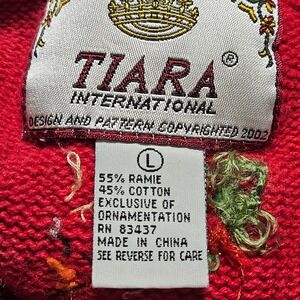 TIARA ®
INTERNATIONAL
DESIGN AND PATTERN COPYRIGHTED 2002
L
55% RAMIE
45% COTTON
EXCLUSIVE OF
ORNAMENTATION
RN 83437
MADE IN CHINA
SEE REVERSE FOR CARE